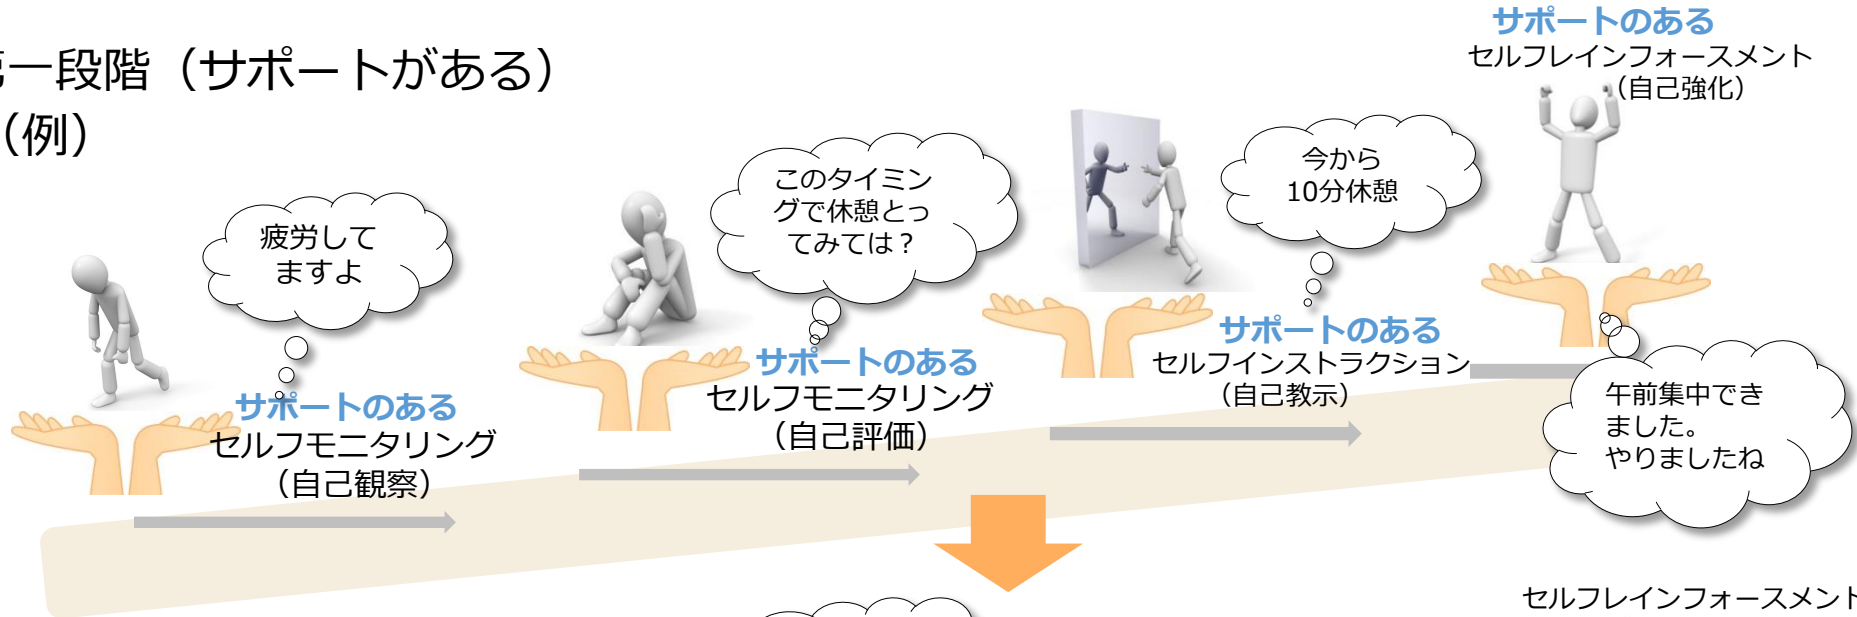 第一段階（サポートがある）
（例）
疲労して
ますよ
サポートのある
セルフモニタリング
（自己観察）
このタイミン
グで休憩とっ
てみては？
サポートのある
セルフモニタリング
（自己評価）
今から
10分休憩
サポートのある
セルフインストラクション
（自己教示）
サポートのある
セルフレインフォースメント
（自己強化）
午前集中でき
ました。
やりましたね
セルフレインフォースメント